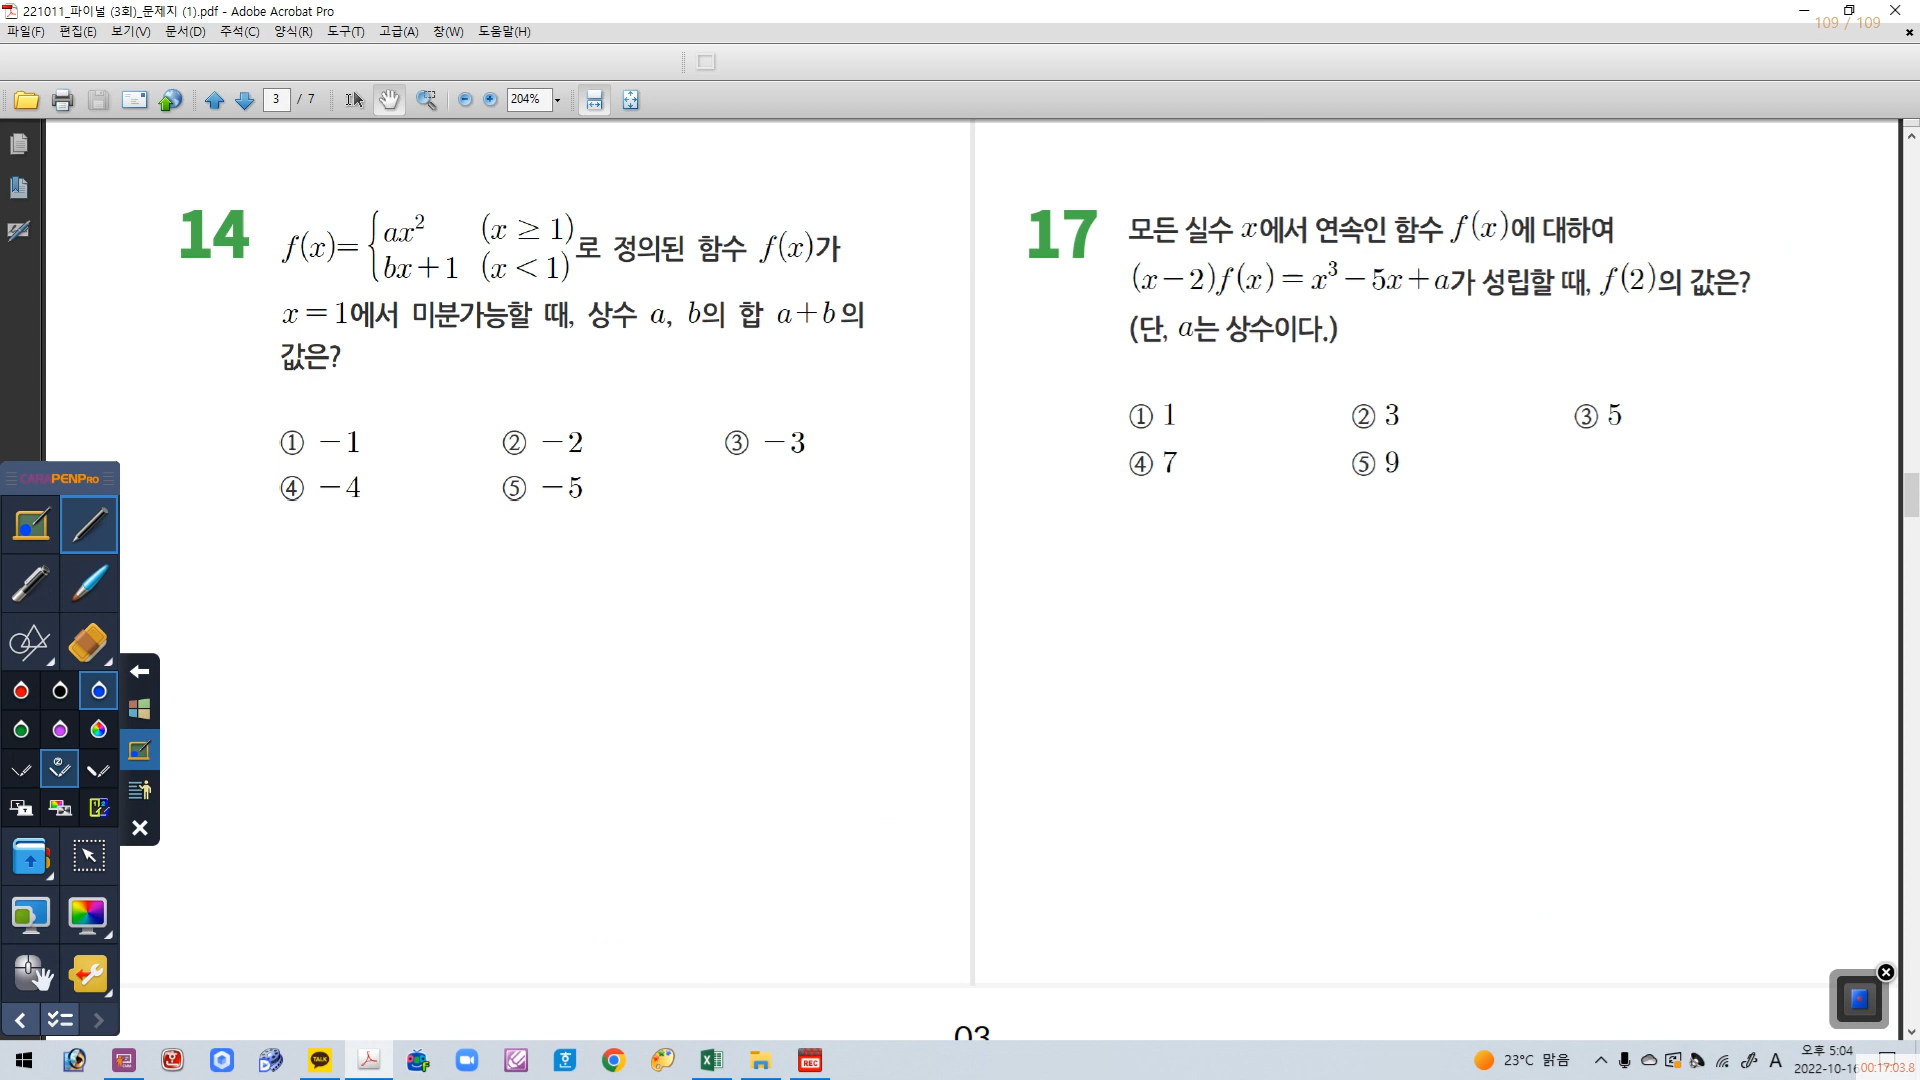 221011_파이널 (3회)_문제지 (1).pdf - Adobe Acrobat Pro
109 / 109
파일(F) 편집(E) 보기(V) 문서(D) 주석(C) 양식(R) 도구(T) 고급(A) 창(W) 도움말(H)
3 / 7 204%
14 f(x)= { ax² (x ≥ 1)
bx+1 (x < 1) 로 정의된 함수 f(x)가
x=1에서 미분가능할 때, 상수 a, b의 합 a+b의
값은?
① −1 ② −2 ③ −3
④ −4 ⑤ −5
17 모든 실수 x에서 연속인 함수 f(x)에 대하여
(x−2)f(x)=x³−5x+a가 성립할 때, f(2)의 값은?
(단, a는 상수이다.)
① 1 ② 3 ③ 5
④ 7 ⑤ 9
CARAPENPRO
03
TALK
REC
23°C 맑음
A
오후 5:04
2022-10-16
00:17:03.8